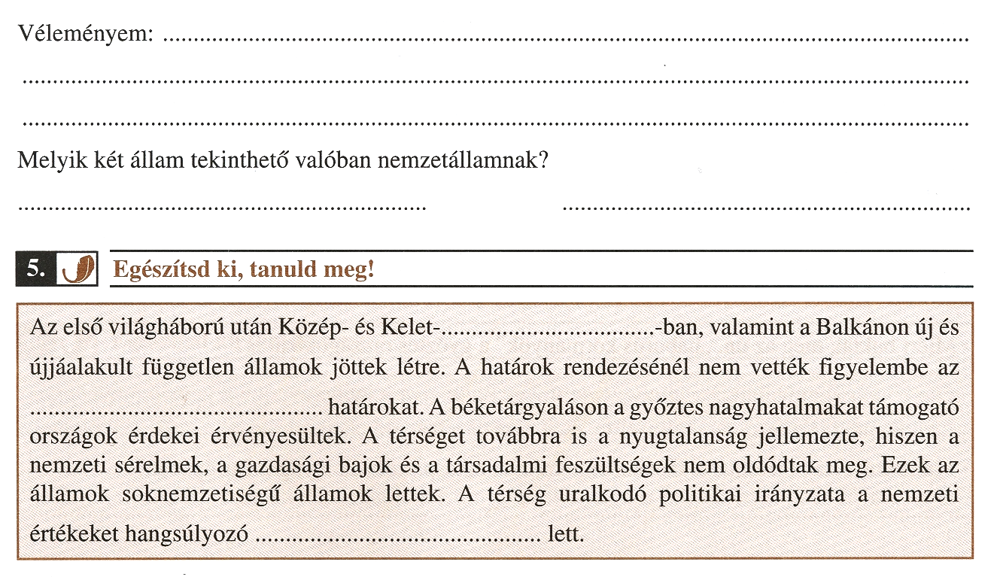 Véleményem: ........................................................................................................................................
................................................................................................................................................................
................................................................................................................................................................
Melyik két állam tekinthető valóban nemzetállamnak?
.................................................................... ....................................................................
5. Egészítsd ki, tanuld meg!
Az első világháború után Közép- és Kelet-...................................-ban, valamint a Balkánon új és
újjáalakult független államok jöttek létre. A határok rendezésénél nem vették figyelembe az
................................................ határokat. A béketárgyaláson a győztes nagyhatalmakat támogató
országok érdekei érvényesültek. A térséget továbbra is a nyugtalanság jellemezte, hiszen a
nemzeti sérelmek, a gazdasági bajok és a társadalmi feszültségek nem oldódtak meg. Ezek az
államok soknemzetiségű államok lettek. A térség uralkodó politikai irányzata a nemzeti
értékeket hangsúlyozó ............................................... lett.